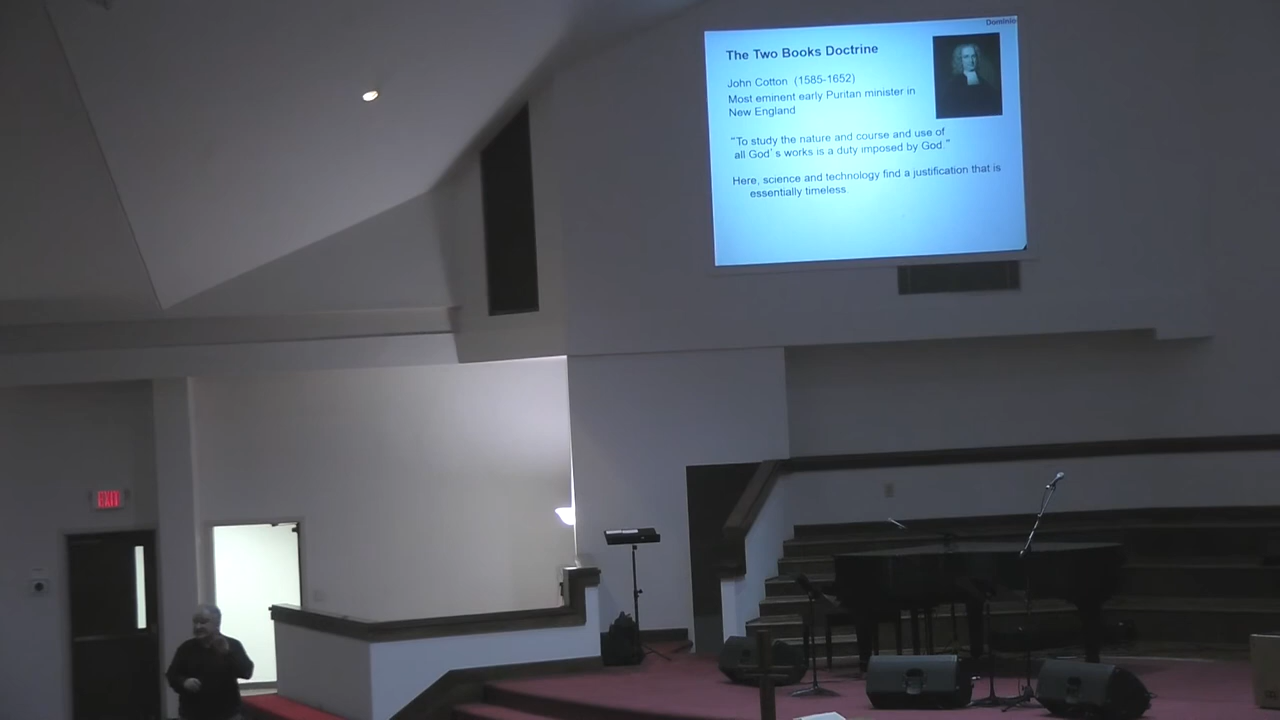 Dominio
The Two Books Doctrine
John Cotton (1585-1652)
Most eminent early Puritan minister in
New England
"To study the nature and course and use of
all God's works is a duty imposed by God."
Here, science and technology find a justification that is
essentially timeless
EXIT